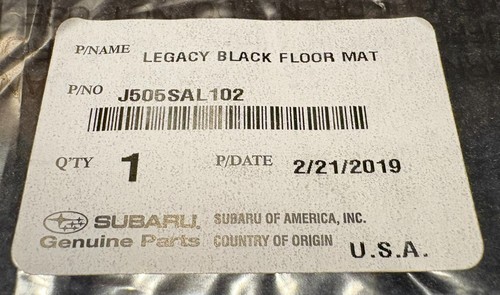 P/NAME LEGACY BLACK FLOOR MAT
P/NO J505SAL102
Q'TY 1 P/DATE 2/21/2019
SUBARU. SUBARU OF AMERICA, INC.
Genuine Parts COUNTRY OF ORIGIN U.S.A.